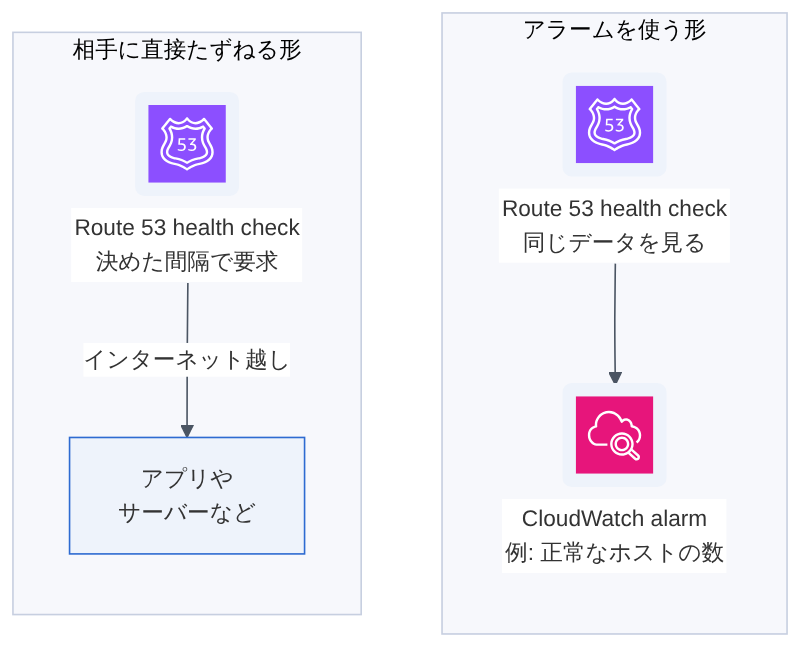 相手に直接たずねる形
53
Route 53 health check
決めた間隔で要求
インターネット越し
アプリや
サーバーなど
アラームを使う形
53
Route 53 health check
同じデータを見る
CloudWatch alarm
例: 正常なホストの数